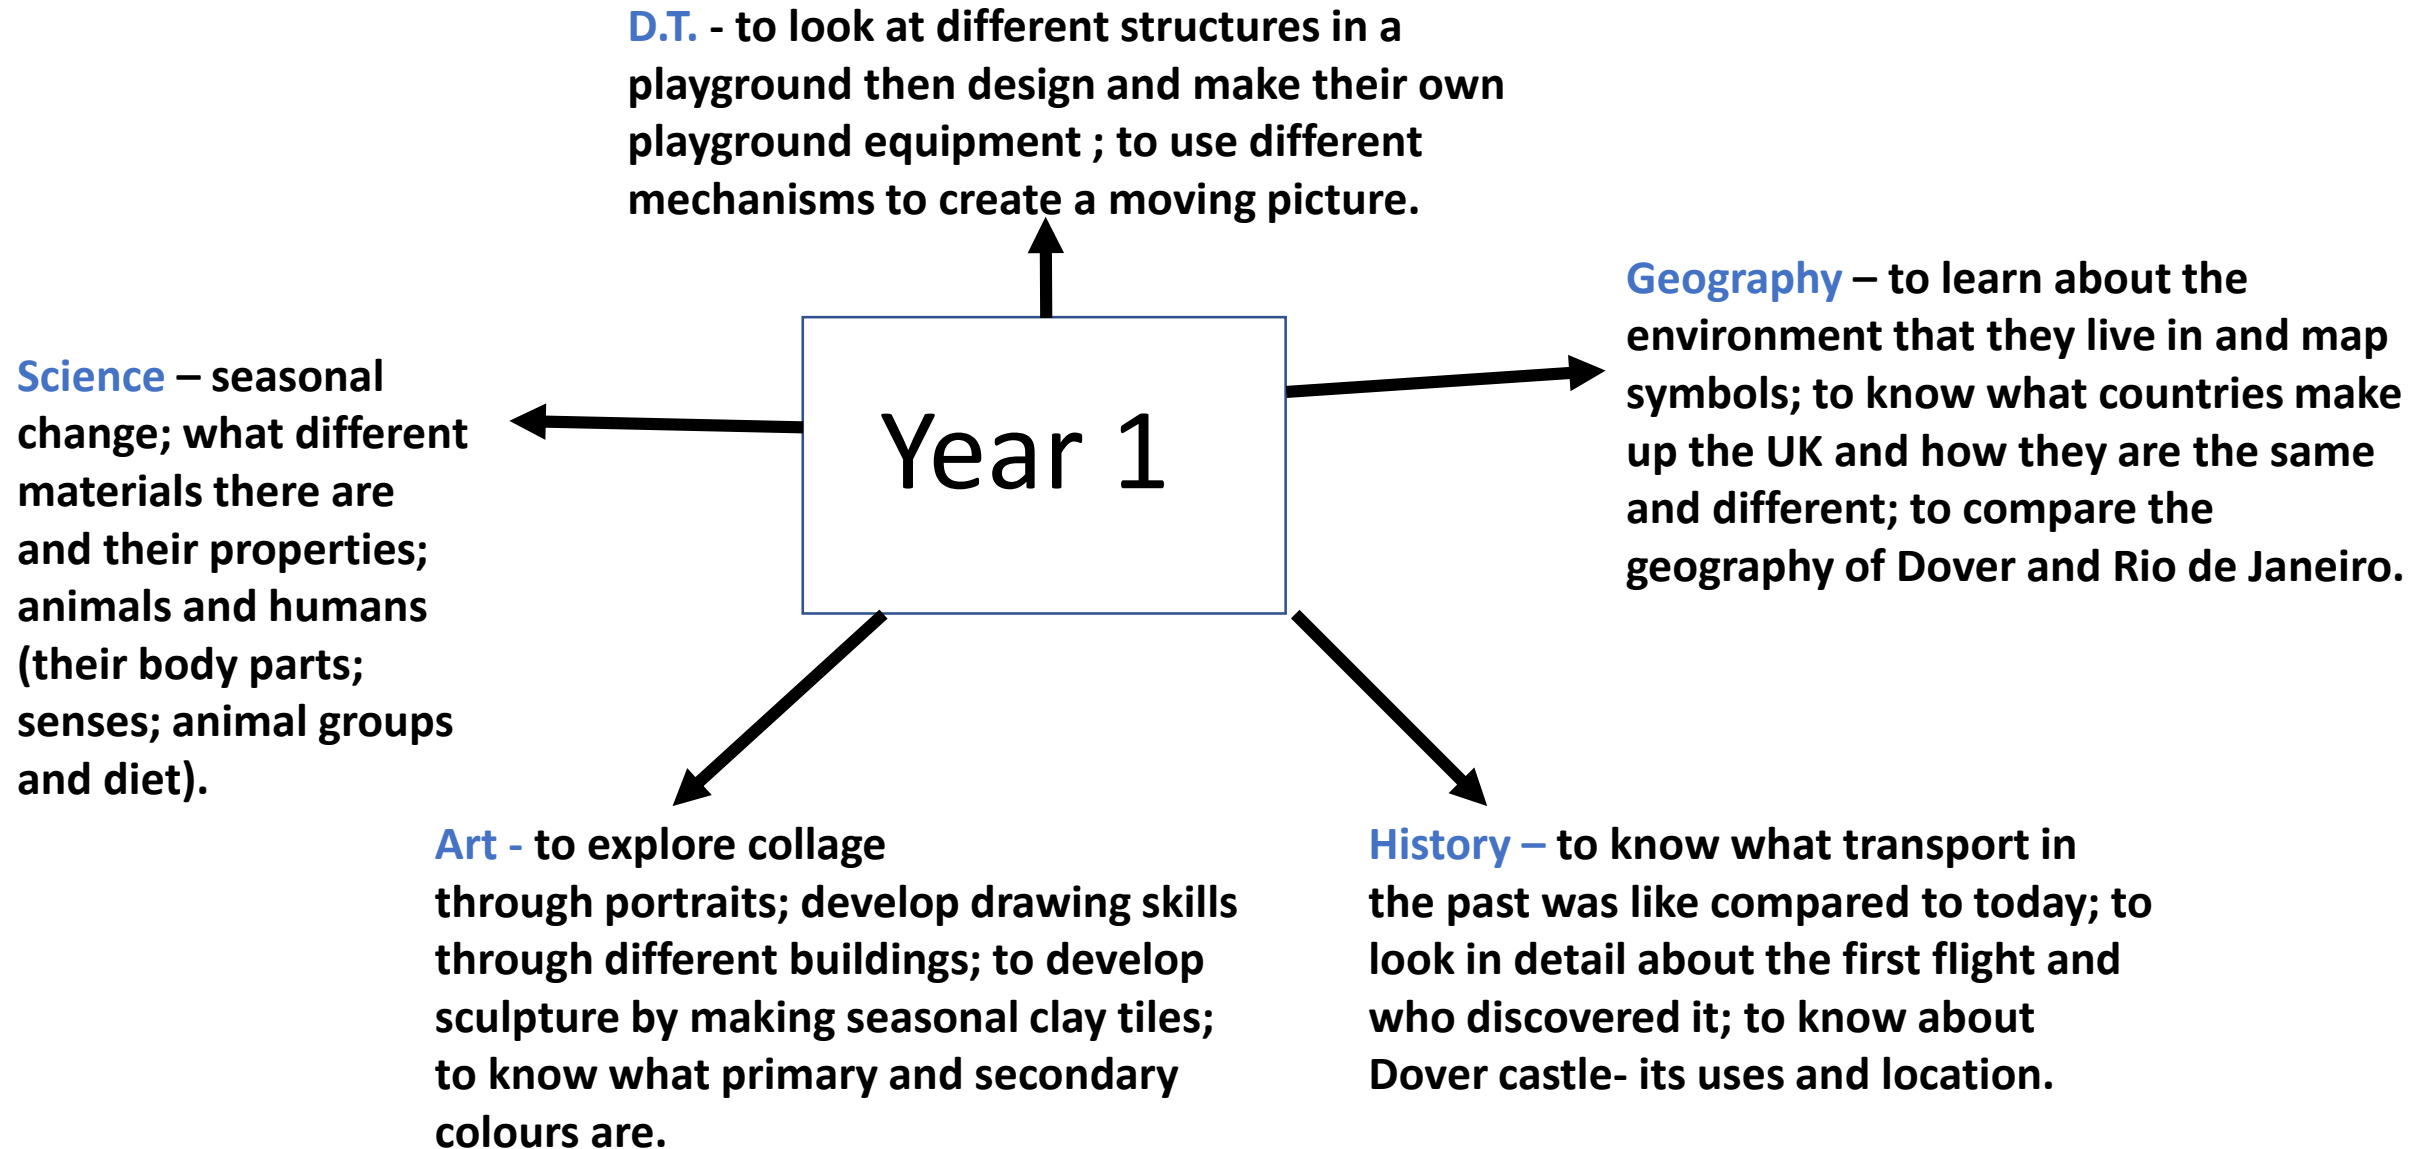 D.T. - to look at different structures in a
playground then design and make their own
playground equipment ; to use different
mechanisms to create a moving picture.
Geography – to learn about the
environment that they live in and map
symbols; to know what countries make
up the UK and how they are the same
and different; to compare the
geography of Dover and Rio de Janeiro.
Science – seasonal
change; what different
materials there are
and their properties;
animals and humans
(their body parts;
senses; animal groups
and diet).
Year 1
Art - to explore collage
through portraits; develop drawing skills
through different buildings; to develop
sculpture by making seasonal clay tiles;
to know what primary and secondary
colours are.
History – to know what transport in
the past was like compared to today; to
look in detail about the first flight and
who discovered it; to know about
Dover castle- its uses and location.